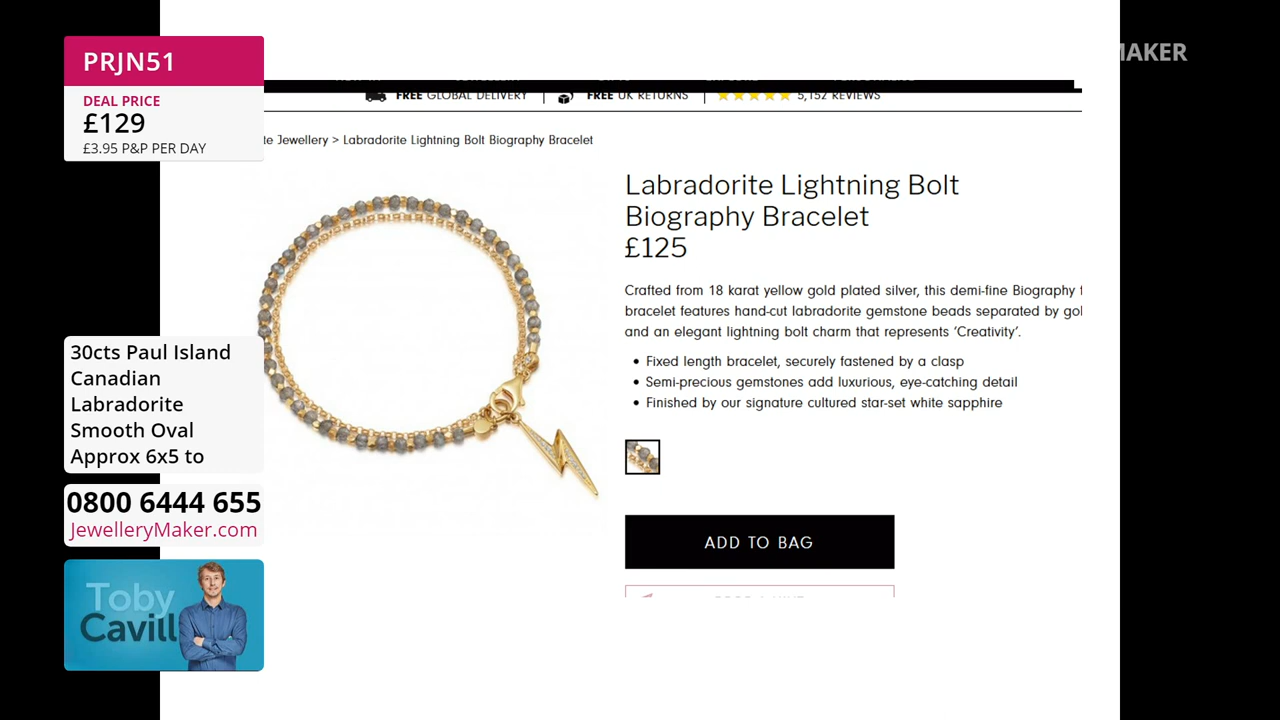 PRJN51
DEAL PRICE
£129
£3.95 P&P PER DAY
30cts Paul Island
Canadian
Labradorite
Smooth Oval
Approx 6x5 to
0800 6444 655
JewelleryMaker.com
Toby
Cavill
MAKER
FREE GLOBAL DELIVERY
FREE UK RETURNS
5,152 REVIEWS
Jewellery > Labradorite Lightning Bolt Biography Bracelet
Labradorite Lightning Bolt
Biography Bracelet
£125
Crafted from 18 karat yellow gold plated silver, this demi-fine Biography
bracelet features hand-cut labradorite gemstone beads separated by
and an elegant lightning bolt charm that represents ‘Creativity’.
• Fixed length bracelet, securely fastened by a clasp
• Semi-precious gemstones add luxurious, eye-catching detail
• Finished by our signature cultured star-set white sapphire
ADD TO BAG